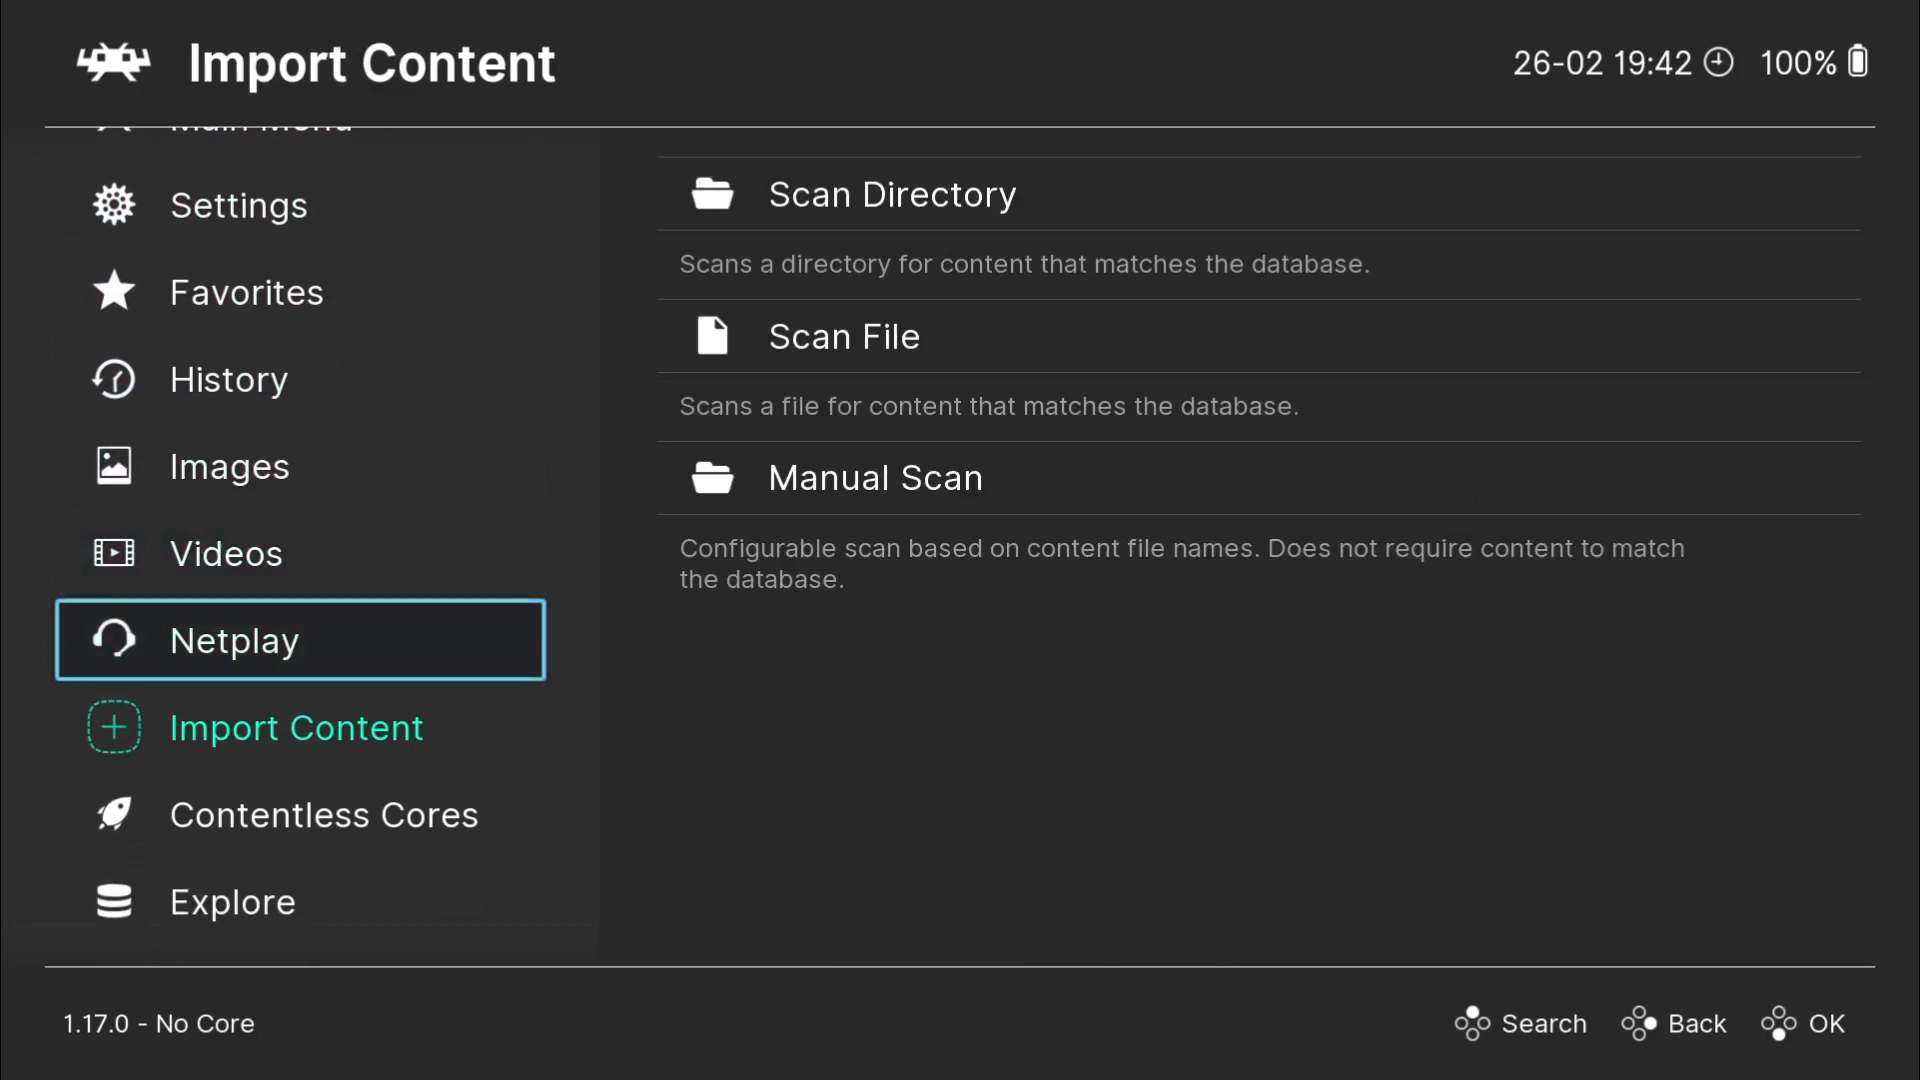 Import Content
26-02 19:42 100%
Main Menu
Settings
Favorites
History
Images
Videos
Netplay
Import Content
Contentless Cores
Explore
Scan Directory
Scans a directory for content that matches the database.
Scan File
Scans a file for content that matches the database.
Manual Scan
Configurable scan based on content file names. Does not require content to match
the database.
1.17.0 - No Core
Search Back OK